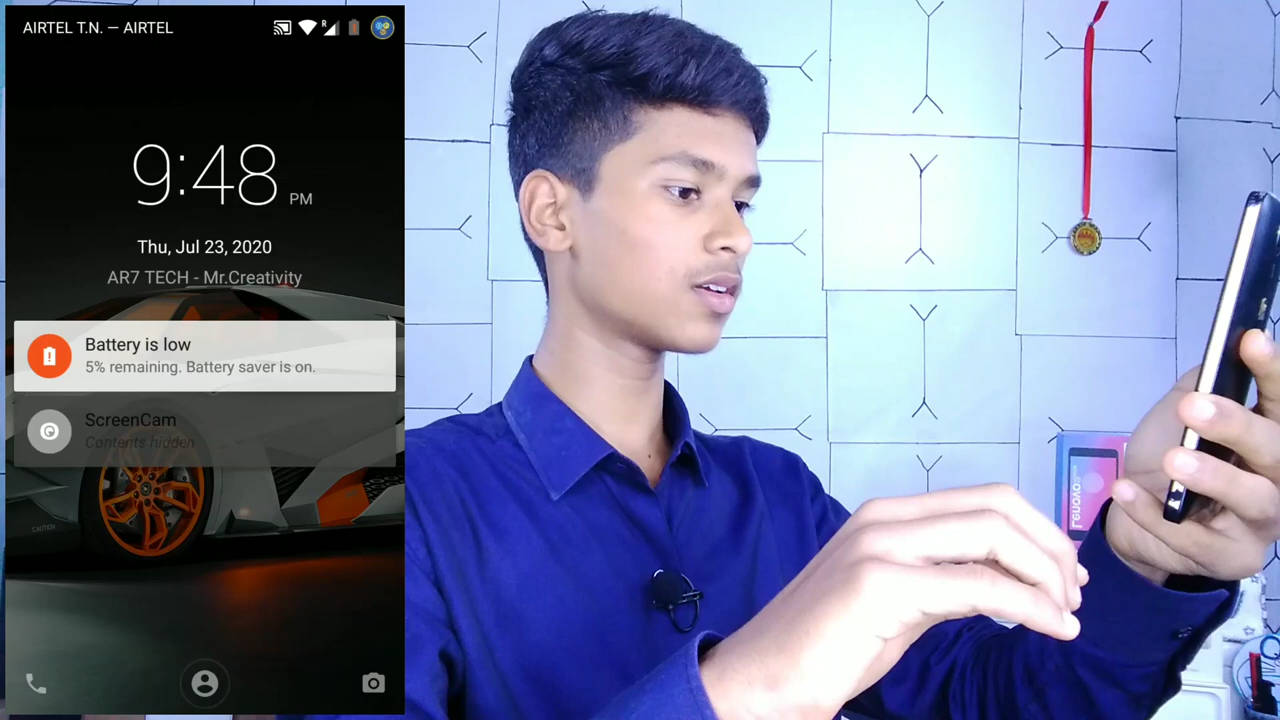 AIRTEL T.N. — AIRTEL
R
9:48 PM
Thu, Jul 23, 2020
AR7 TECH - Mr.Creativity
Battery is low
5% remaining. Battery saver is on.
ScreenCam
Contents hidden
Lenovo